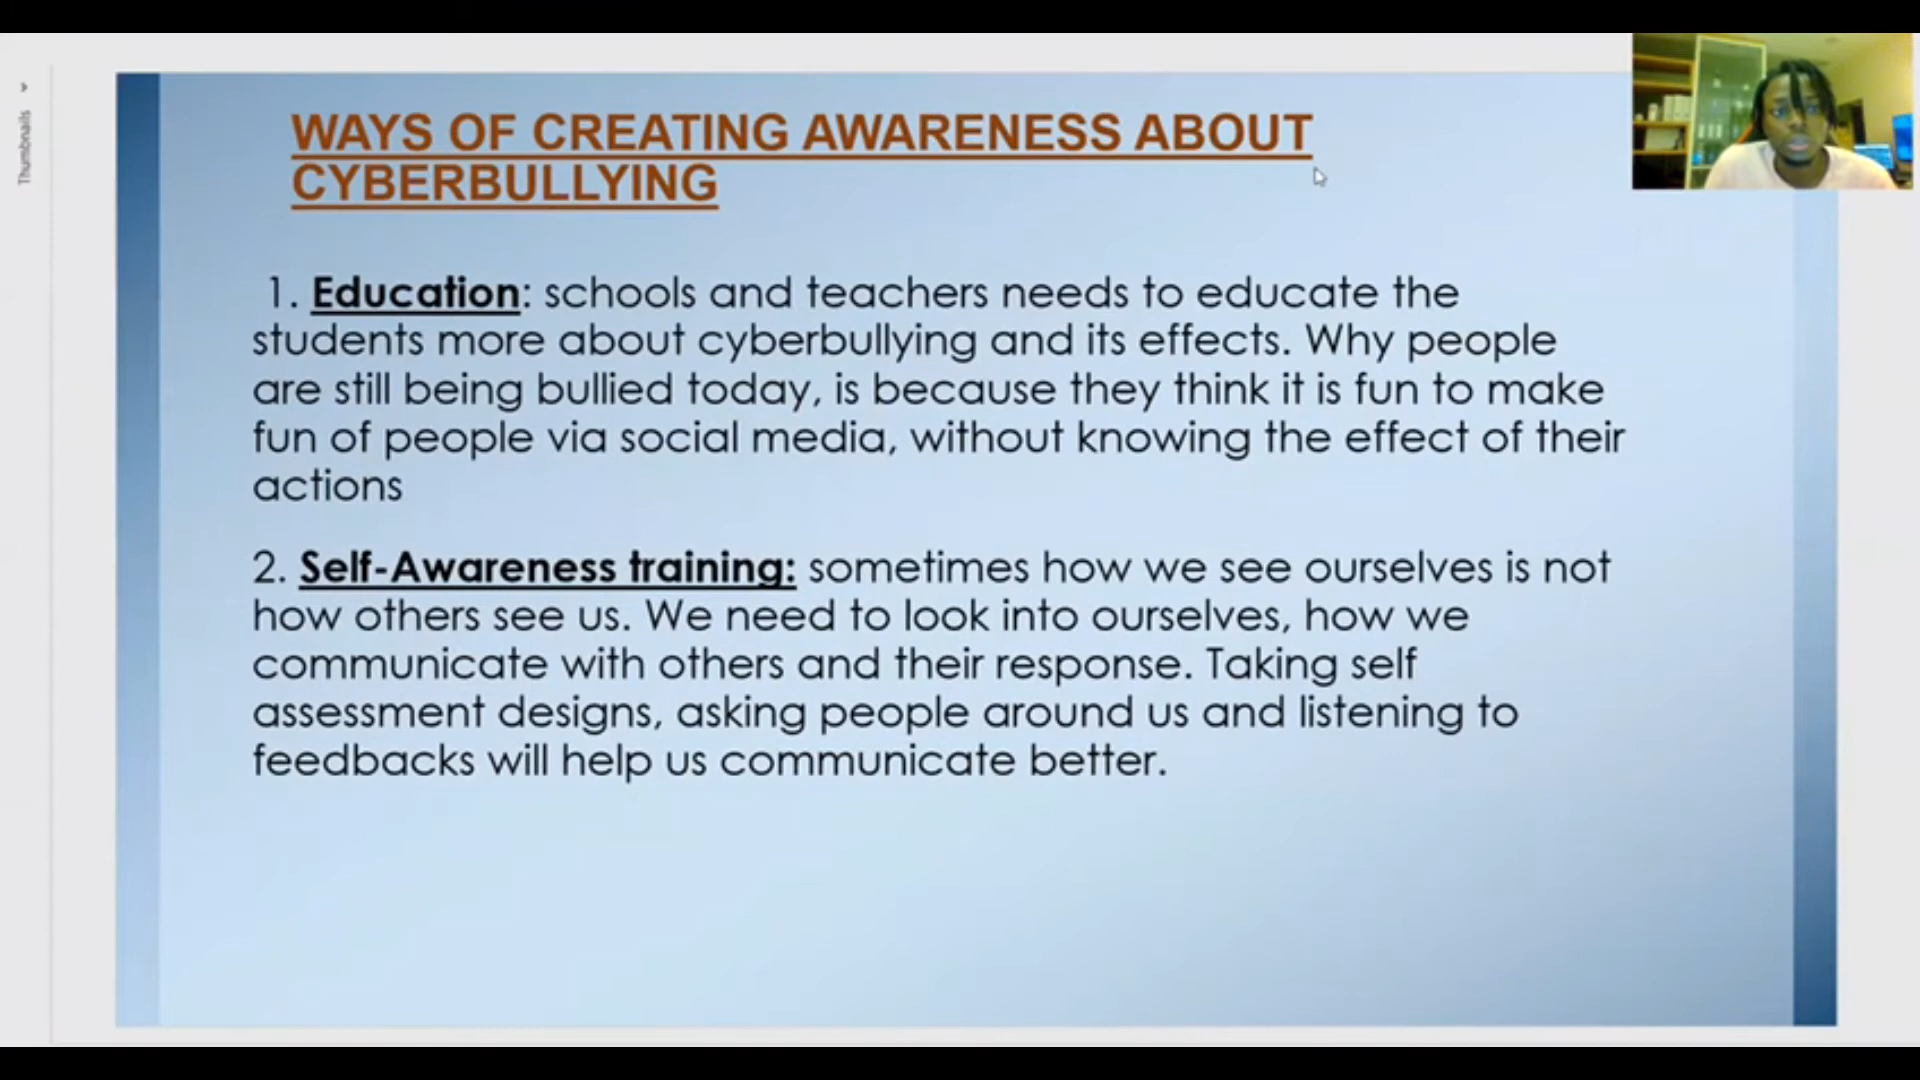 Thumbnails
WAYS OF CREATING AWARENESS ABOUT
CYBERBULLYING
1. Education: schools and teachers needs to educate the
students more about cyberbullying and its effects. Why people
are still being bullied today, is because they think it is fun to make
fun of people via social media, without knowing the effect of their
actions
2. Self-Awareness training: sometimes how we see ourselves is not
how others see us. We need to look into ourselves, how we
communicate with others and their response. Taking self
assessment designs, asking people around us and listening to
feedbacks will help us communicate better.